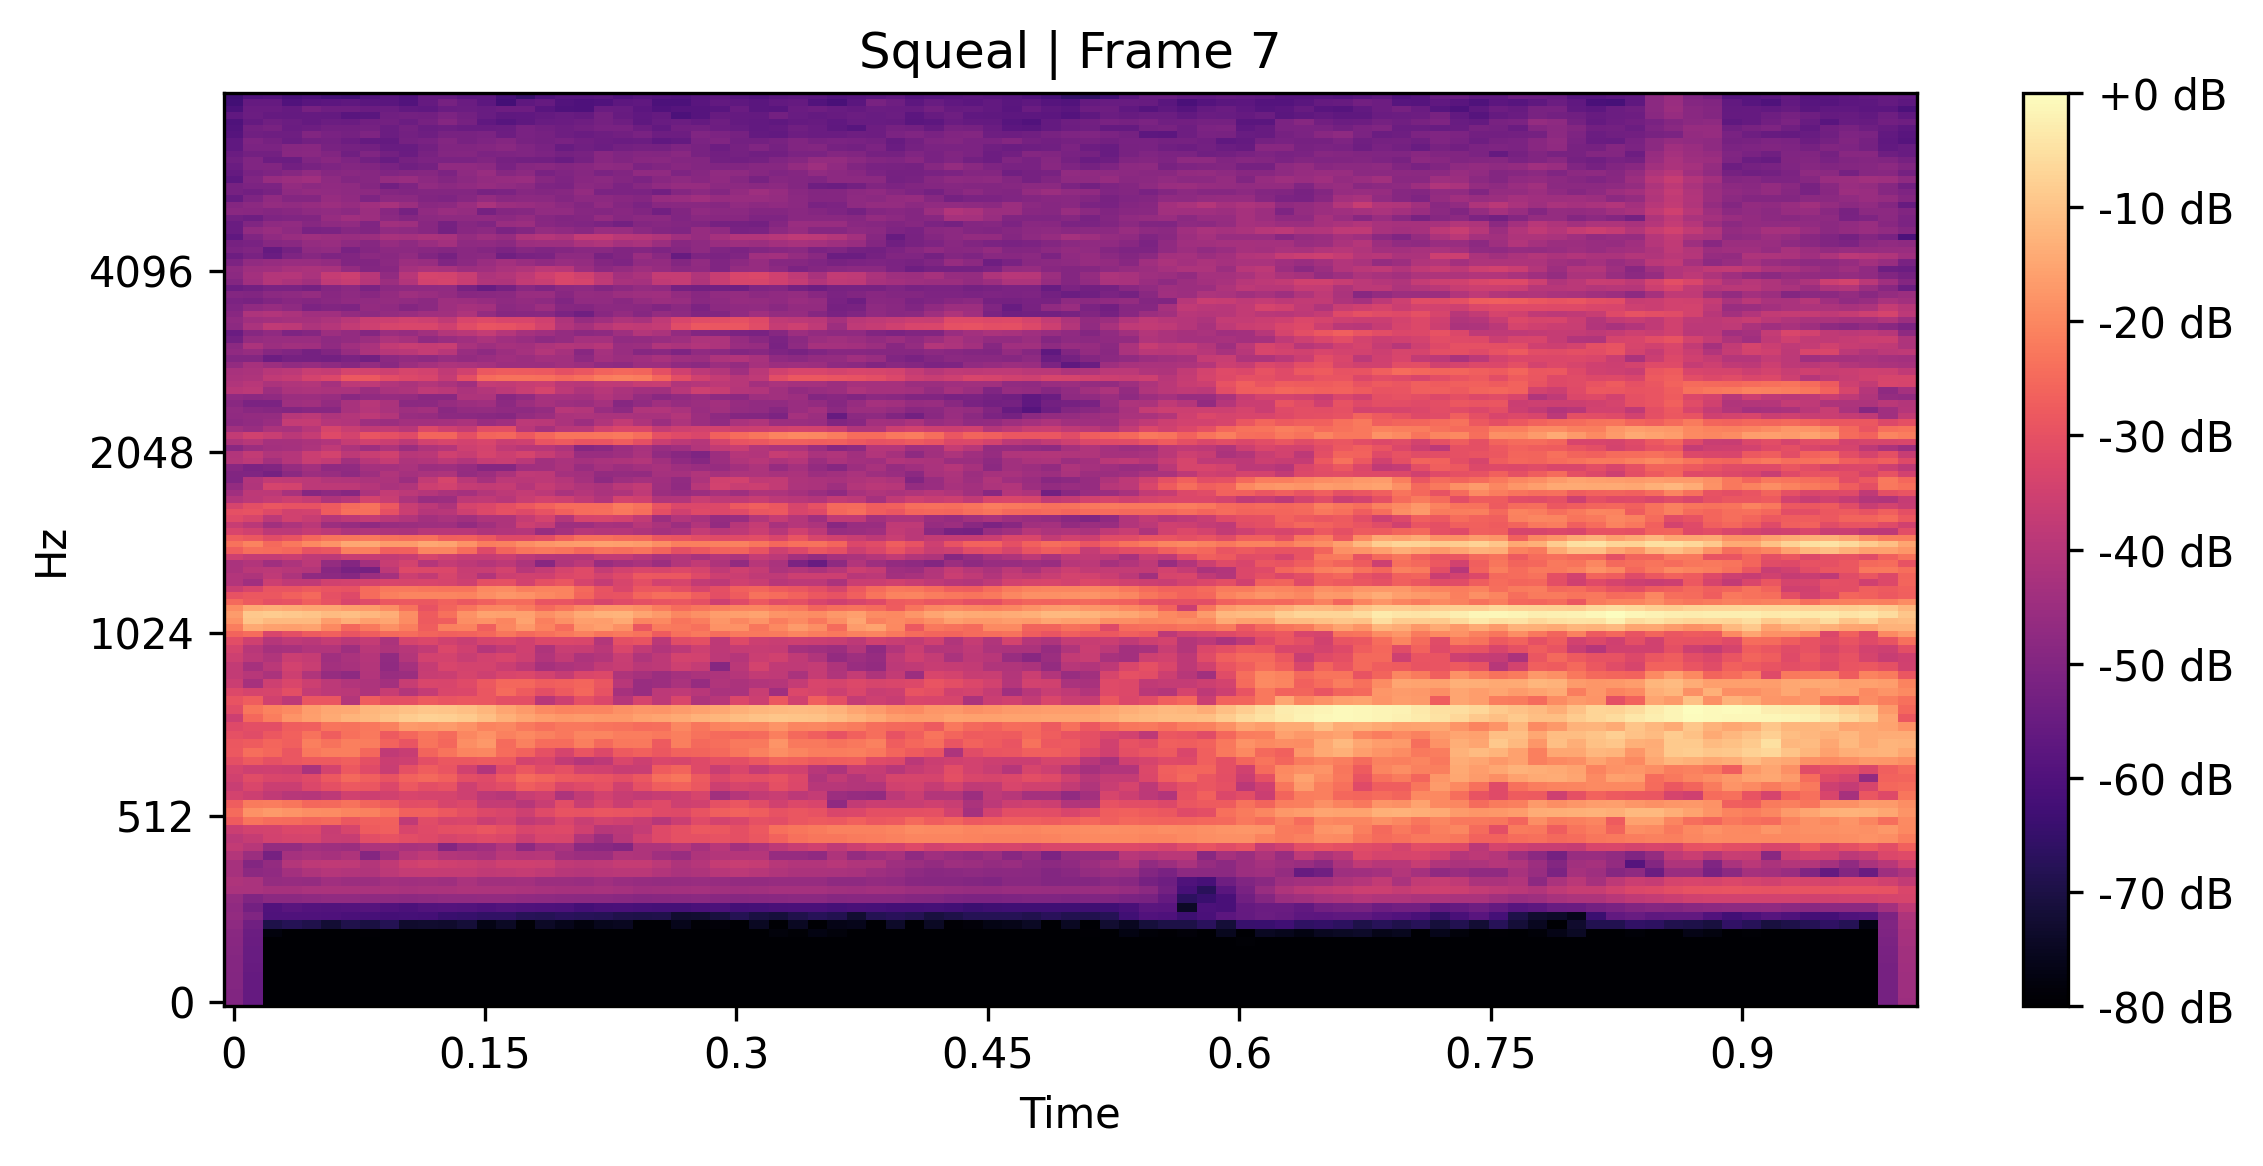 Squeal | Frame 7
Hz
4096
2048
1024
512
0
0 0.15 0.3 0.45 0.6 0.75 0.9
Time
+0 dB
-10 dB
-20 dB
-30 dB
-40 dB
-50 dB
-60 dB
-70 dB
-80 dB